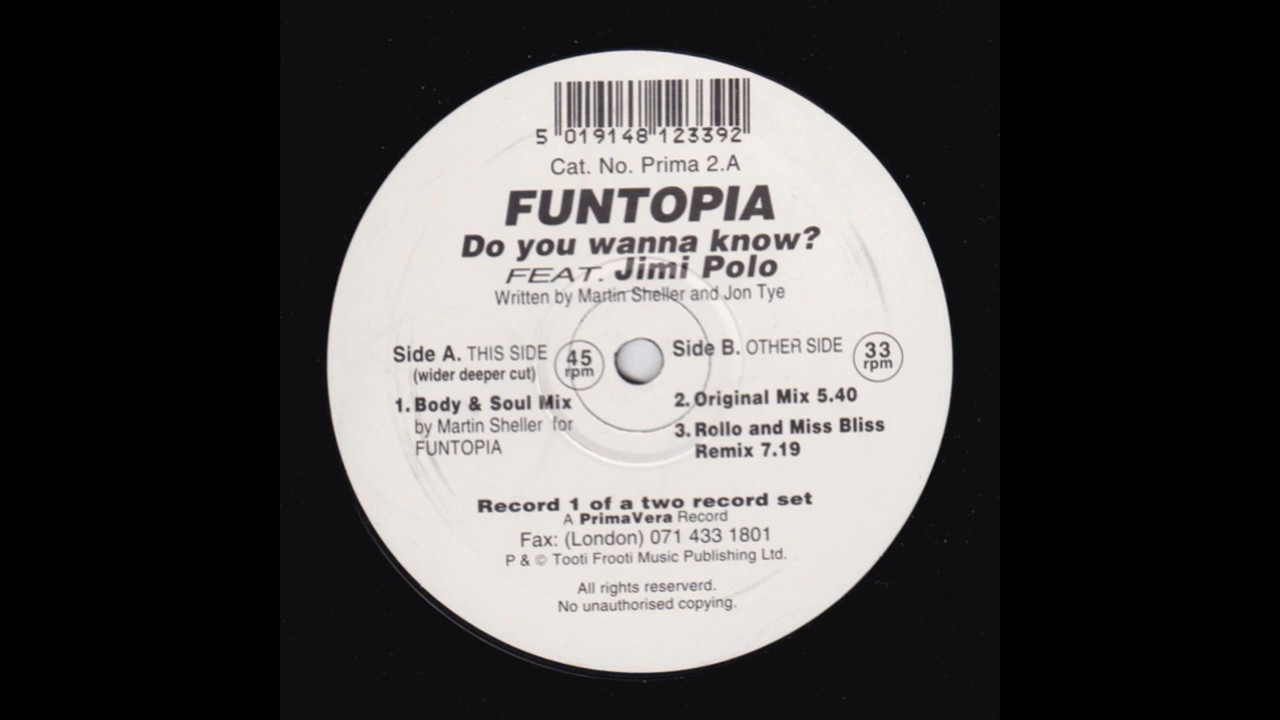 5 019148 123392
Cat. No. Prima 2.A
FUNTOPIA
Do you wanna know?
FEAT. Jimi Polo
Written by Martin Sheller and Jon Tye
Side A. THIS SIDE
(wider deeper cut)
45
rpm
1. Body & Soul Mix
by Martin Sheller for
FUNTOPIA
Side B. OTHER SIDE
33
rpm
2. Original Mix 5.40
3. Rollo and Miss Bliss
Remix 7.19
Record 1 of a two record set
A PrimaVera Record
Fax: (London) 071 433 1801
P & © Tooti Frooti Music Publishing Ltd.
All rights reserverd.
No unauthorised copying.